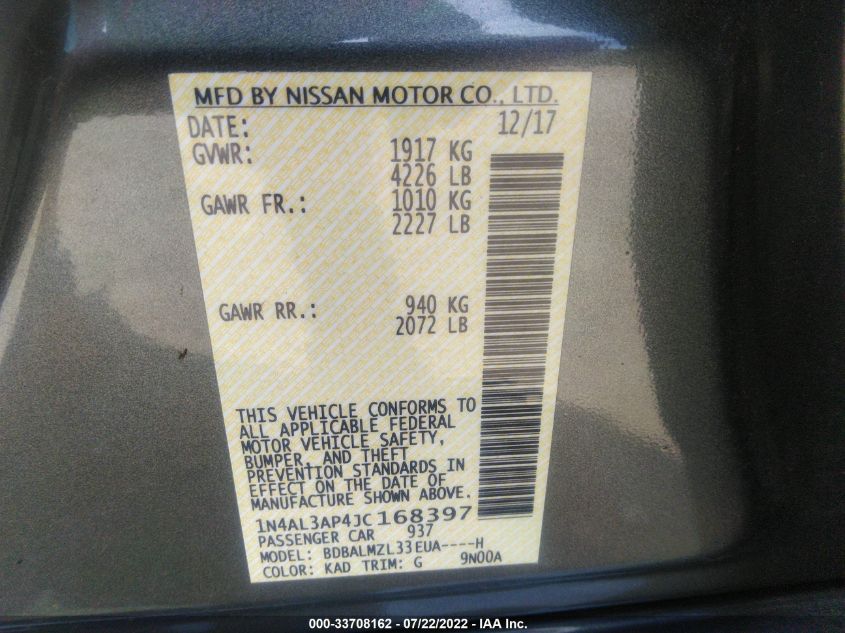 MFD BY NISSAN MOTOR CO., LTD.
DATE: 12/17
GVWR: 1917 KG
4226 LB
GAWR FR.: 1010 KG
2227 LB
GAWR RR.: 940 KG
2072 LB
THIS VEHICLE CONFORMS TO
ALL APPLICABLE FEDERAL
MOTOR VEHICLE SAFETY,
BUMPER, AND THEFT
PREVENTION STANDARDS IN
EFFECT ON THE DATE OF
MANUFACTURE SHOWN ABOVE.
1N4AL3AP4JC168397
PASSENGER CAR 937
MODEL: BDBALMZL33EUA----H
COLOR: KAD TRIM: G 9N00A
000-33708162 - 07/22/2022 - IAA Inc.